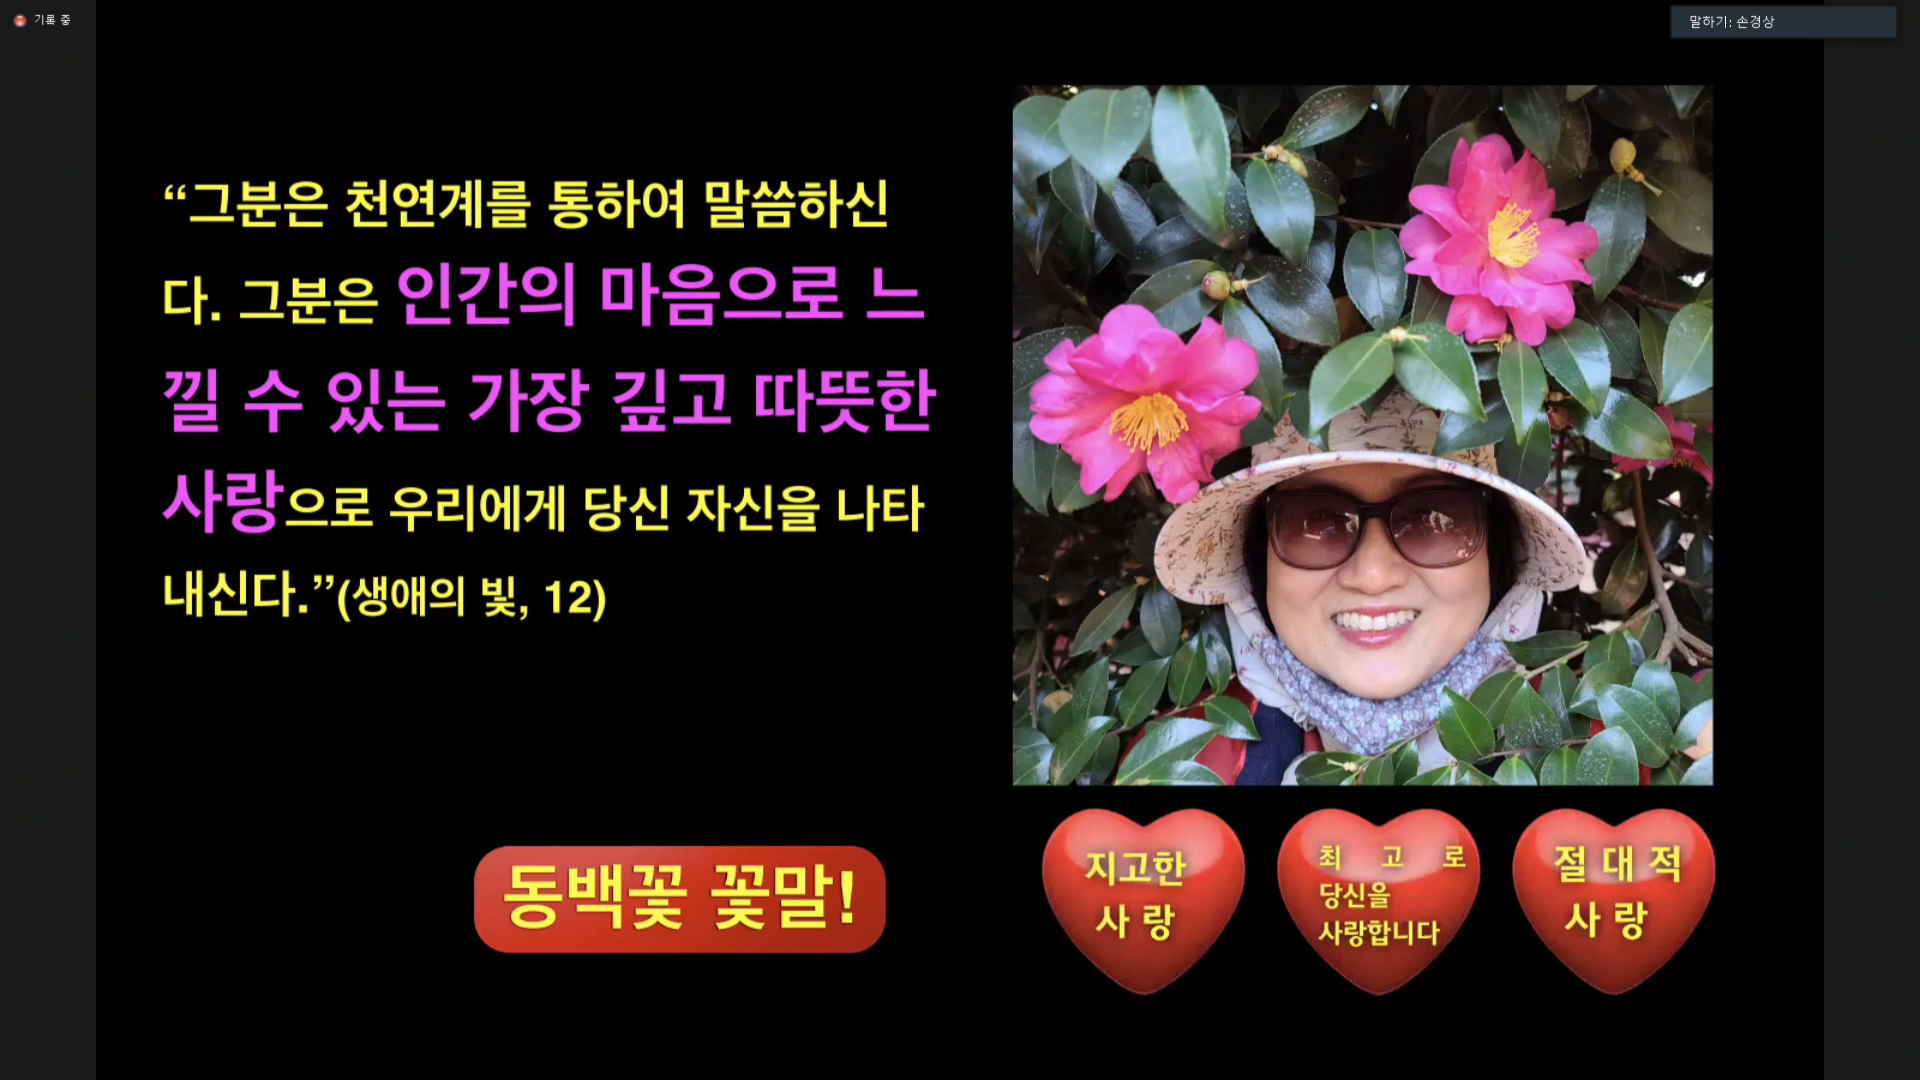 기록 중
말하기: 손경상
“그분은 천연계를 통하여 말씀하신
다. 그분은 인간의 마음으로 느
낄 수 있는 가장 깊고 따뜻한
사랑으로 우리에게 당신 자신을 나타
내신다.”(생애의 빛, 12)
동백꽃 꽃말!
지고한
사 랑
최 고 로
당신을
사랑합니다
절 대 적
사 랑